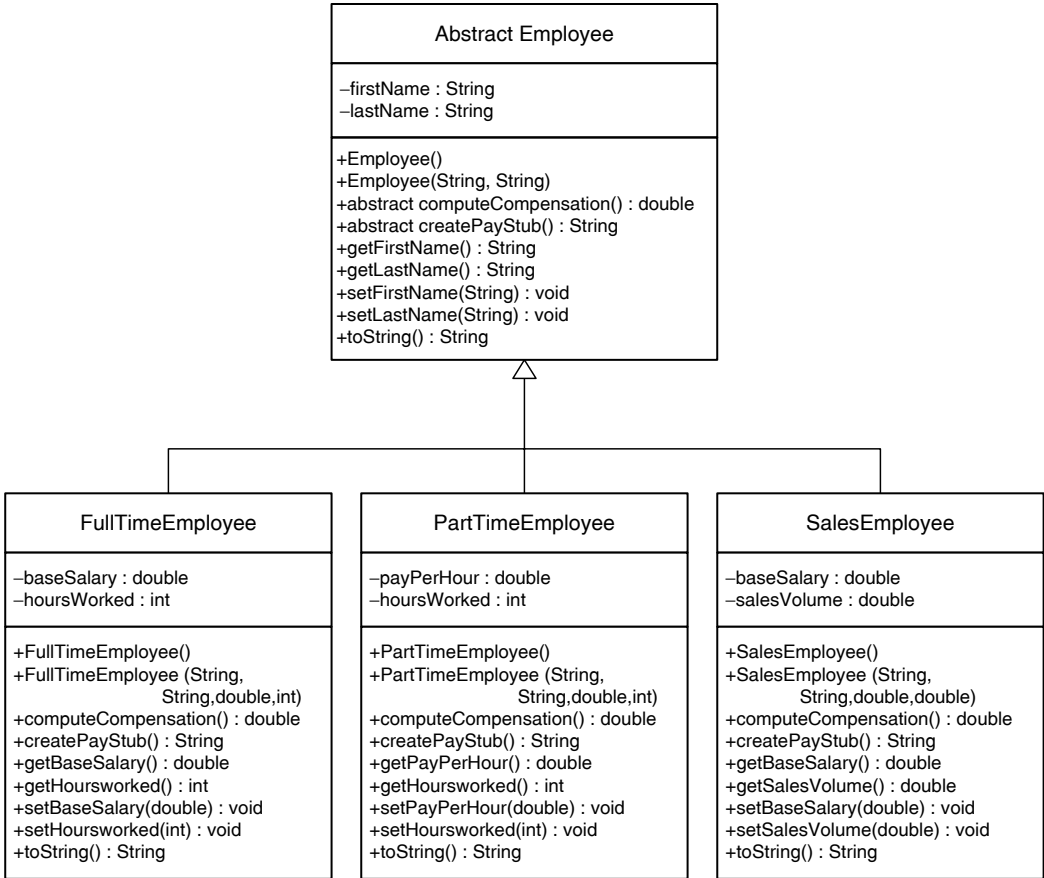 Abstract Employee
–firstName : String
–lastName : String
+Employee()
+Employee(String, String)
+abstract computeCompensation() : double
+abstract createPayStub() : String
+getFirstName() : String
+getLastName() : String
+setFirstName(String) : void
+setLastName(String) : void
+toString() : String
FullTimeEmployee
–baseSalary : double
–hoursWorked : int
+FullTimeEmployee()
+FullTimeEmployee (String,
String,double,int)
+computeCompensation() : double
+createPayStub() : String
+getBaseSalary() : double
+getHoursworked() : int
+setBaseSalary(double) : void
+setHoursworked(int) : void
+toString() : String
PartTimeEmployee
–payPerHour : double
–hoursWorked : int
+PartTimeEmployee()
+PartTimeEmployee (String,
String,double,int)
+computeCompensation() : double
+createPayStub() : String
+getPayPerHour() : double
+getHoursworked() : int
+setPayPerHour(double) : void
+setHoursworked(int) : void
+toString() : String
SalesEmployee
–baseSalary : double
–salesVolume : double
+SalesEmployee()
+SalesEmployee (String,
String,double,double)
+computeCompensation() : double
+createPayStub() : String
+getBaseSalary() : double
+getSalesVolume() : double
+setBaseSalary(double) : void
+setSalesVolume(double) : void
+toString() : String